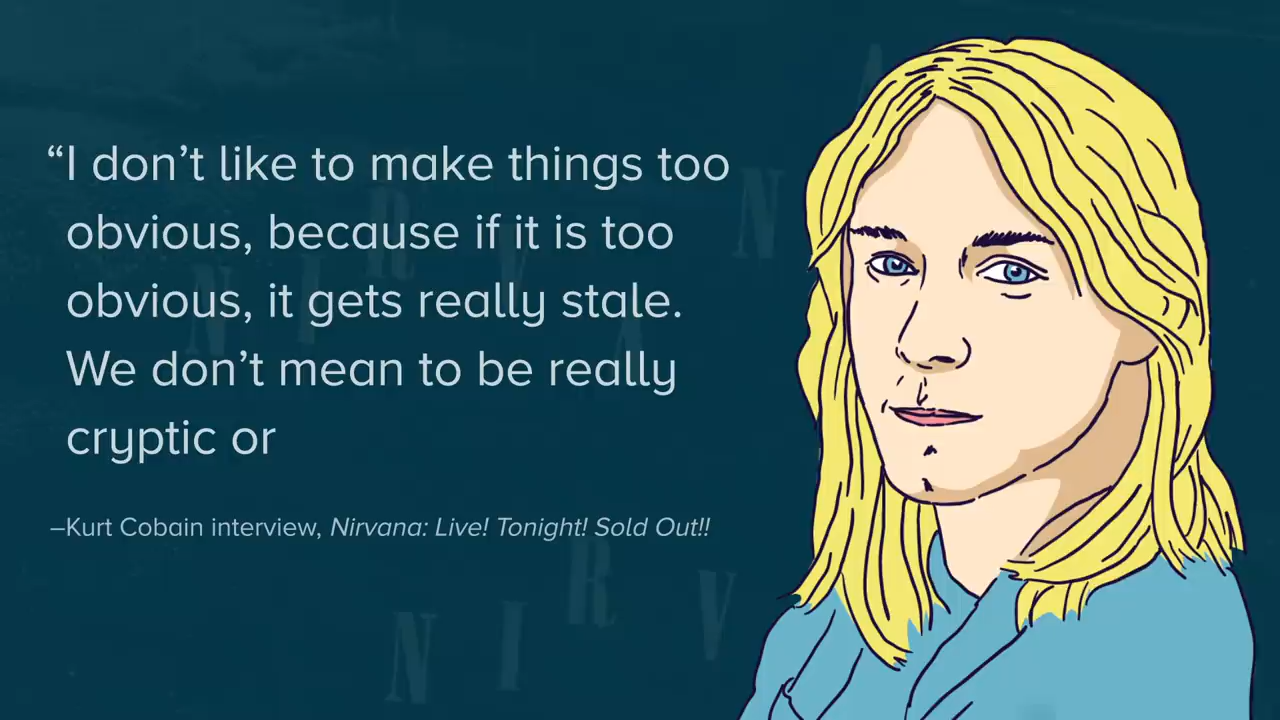 “I don’t like to make things too
obvious, because if it is too
obvious, it gets really stale.
We don’t mean to be really
cryptic or
–Kurt Cobain interview, Nirvana: Live! Tonight! Sold Out!!